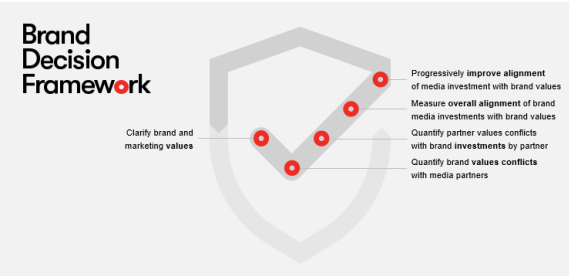 Brand
Decision
Framework
Progressively improve alignment
of media investment with brand values
Measure overall alignment of brand
media investments with brand values
Clarify brand and
marketing values
Quantify partner values conflicts
with brand investments by partner
Quantify brand values conflicts
with media partners